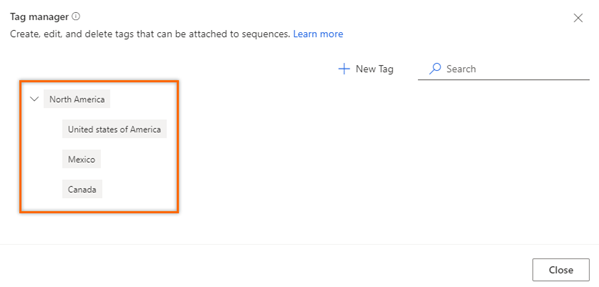 Tag manager
Create, edit, and delete tags that can be attached to sequences. Learn more
New Tag
Search
North America
United states of America
Mexico
Canada
Close